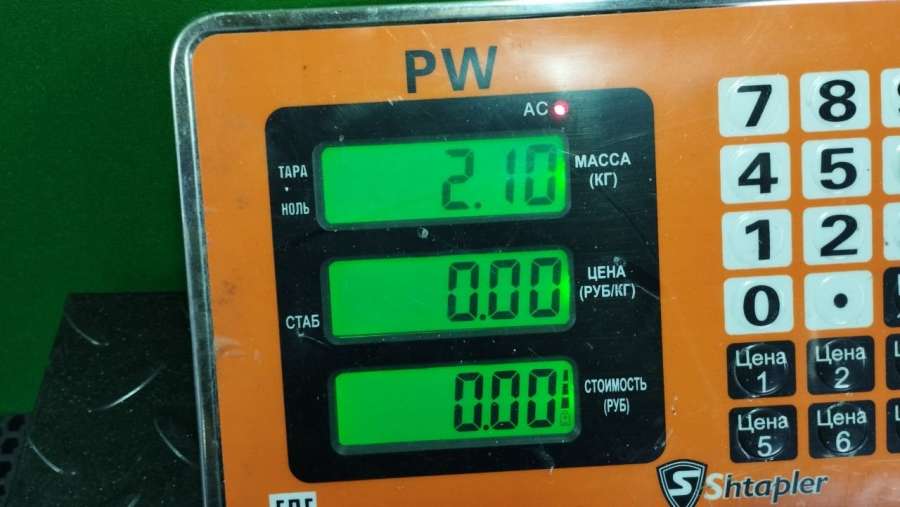 PW
AC
ТАРА
НОЛЬ
2.10
МАССА
(КГ)
СТАБ
0.00
ЦЕНА
(РУБ/КГ)
0.00
СТОИМОСТЬ
(РУБ)
7 8
4 5
1 2
0 •
Цена
1
Цена
2
Цена
5
Цена
6
Shtapler